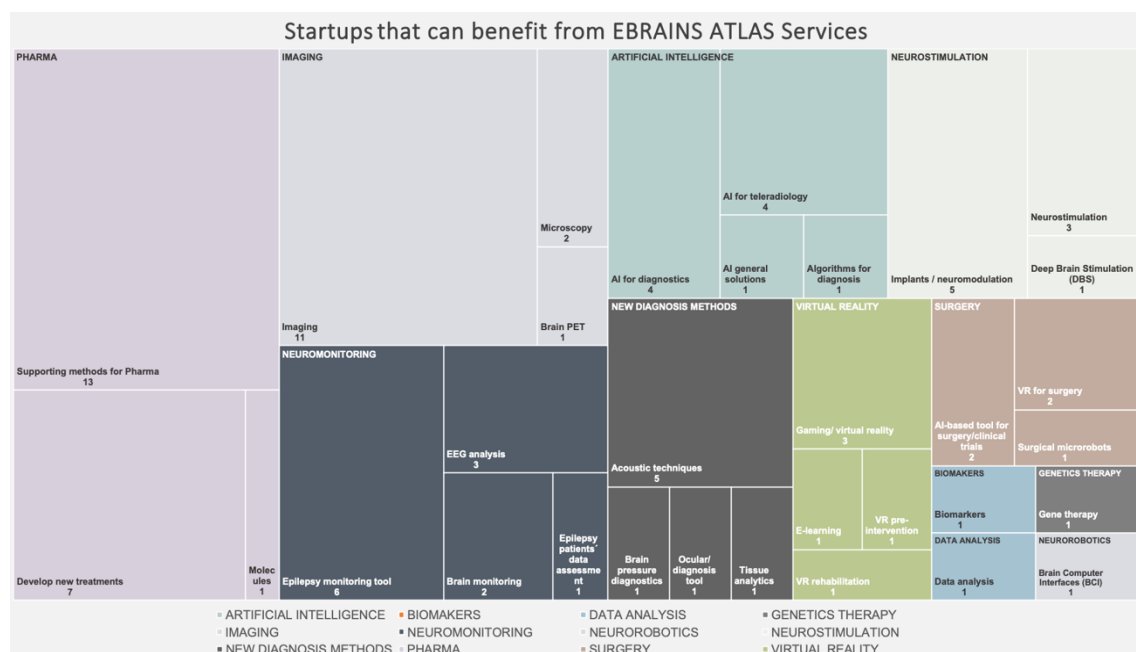 Startups that can benefit from EBRAINS ATLAS Services
PHARMA
Supporting methods for Pharma
13
Develop new treatments
7
Molec
ules
1
IMAGING
Imaging
11
Microscopy
2
Brain PET
1
NEUROMONITORING
Epilepsy monitoring tool
6
EEG analysis
3
Brain monitoring
2
Epilepsy
patients´
data
assessme
nt
1
ARTIFICIAL INTELLIGENCE
AI for diagnostics
4
AI for teleradiology
4
AI general
solutions
1
Algorithms for
diagnosis
1
NEUROSTIMULATION
Implants / neuromodulation
5
Neurostimulation
3
Deep Brain Stimulation
(DBS)
1
NEW DIAGNOSIS METHODS
Acoustic techniques
5
Brain
pressure
diagnostics
1
Ocular/
diagnosis
tool
1
Tissue
analytics
1
VIRTUAL REALITY
Gaming/ virtual reality
3
E-learning
1
VR pre-
intervention
1
VR rehabilitation
1
SURGERY
AI-based tool for
surgery/clinical
trials
2
VR for surgery
2
Surgical microrobots
1
BIOMAKERS
Biomarkers
1
GENETICS THERAPY
Gene therapy
1
DATA ANALYSIS
Data analysis
1
NEUROROBOTICS
Brain Computer
Interfaces (BCI)
1
ARTIFICIAL INTELLIGENCE
BIOMAKERS
DATA ANALYSIS
GENETICS THERAPY
IMAGING
NEUROMONITORING
NEUROROBOTICS
NEUROSTIMULATION
NEW DIAGNOSIS METHODS
PHARMA
SURGERY
VIRTUAL REALITY